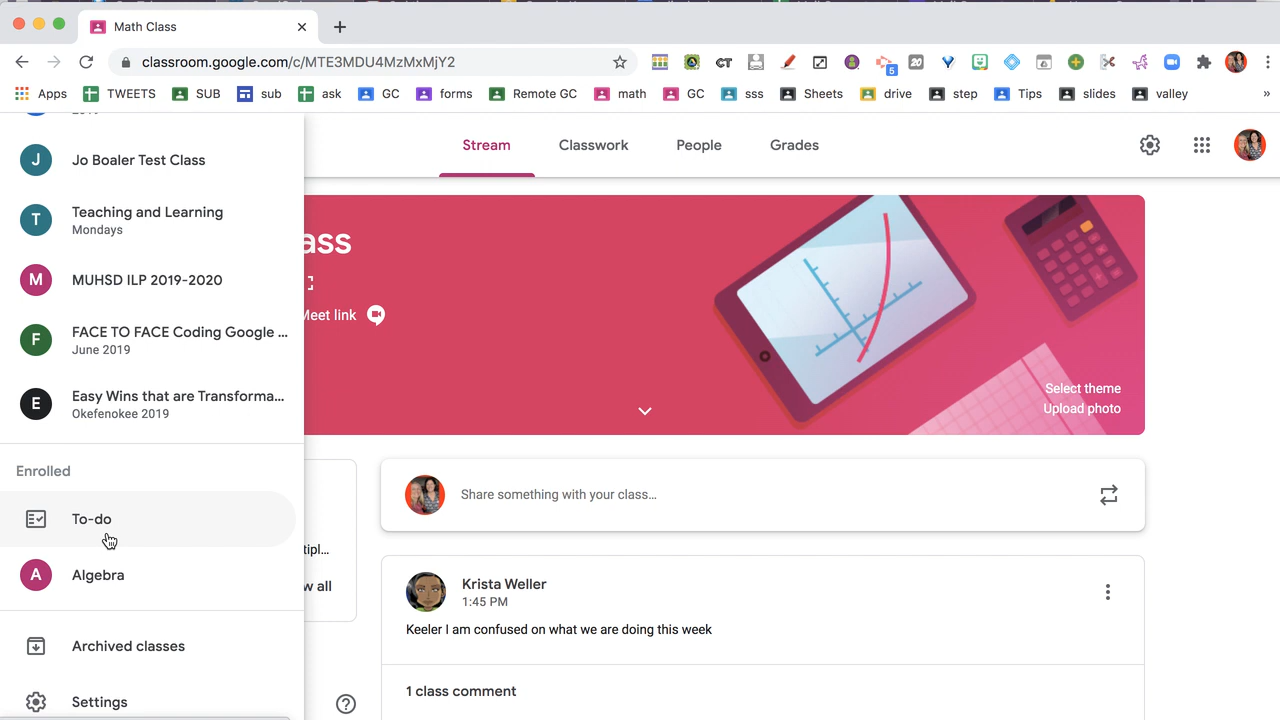 Math Class
classroom.google.com/c/MTE3MDU4MzMxMjY2
CT
5
20
Apps TWEETS SUB sub ask GC forms Remote GC math GC sss Sheets drive step Tips slides valley »
Stream Classwork People Grades
J Jo Boaler Test Class
T Teaching and Learning
Mondays
M MUHSD ILP 2019-2020
F FACE TO FACE Coding Google ...
June 2019
E Easy Wins that are Transforma...
Okefenokee 2019
Enrolled
To-do
A Algebra
Archived classes
Settings
ass
Meet link
Select theme
Upload photo
tipl...
w all
Share something with your class...
Krista Weller
1:45 PM
Keeler I am confused on what we are doing this week
1 class comment